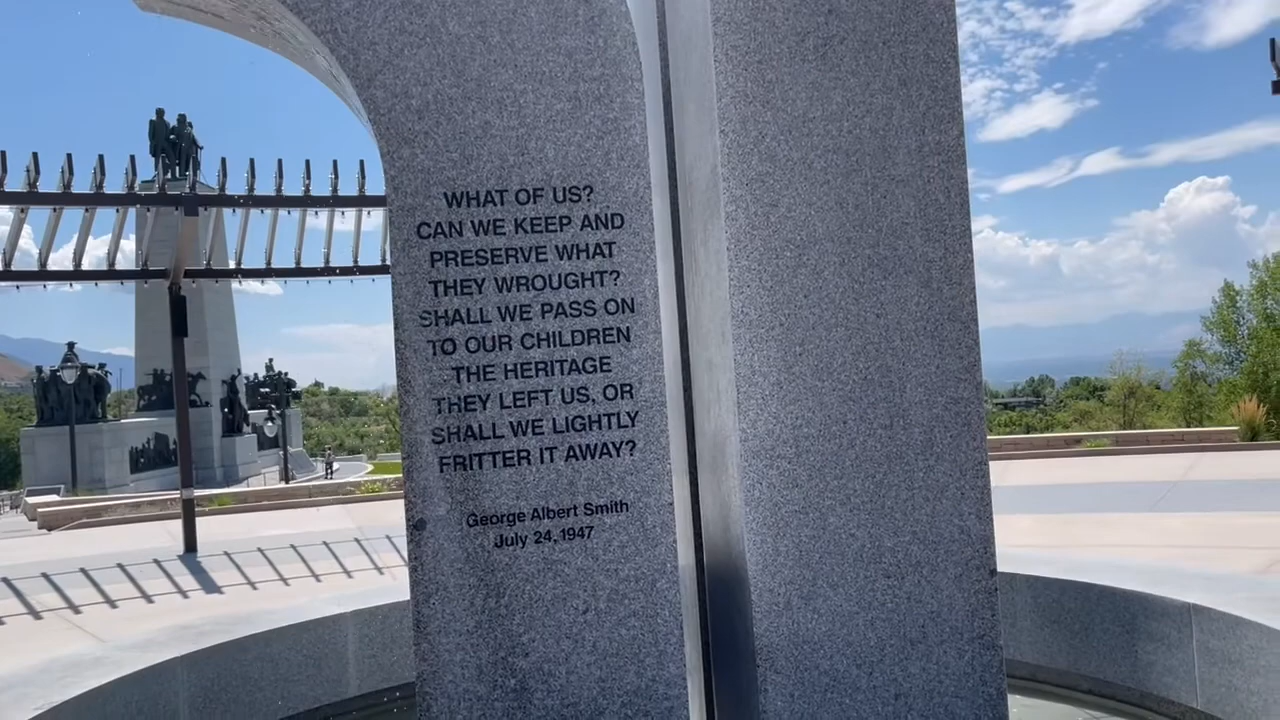 WHAT OF US?
CAN WE KEEP AND
PRESERVE WHAT
THEY WROUGHT?
SHALL WE PASS ON
TO OUR CHILDREN
THE HERITAGE
THEY LEFT US, OR
SHALL WE LIGHTLY
FRITTER IT AWAY?
George Albert Smith
July 24, 1947